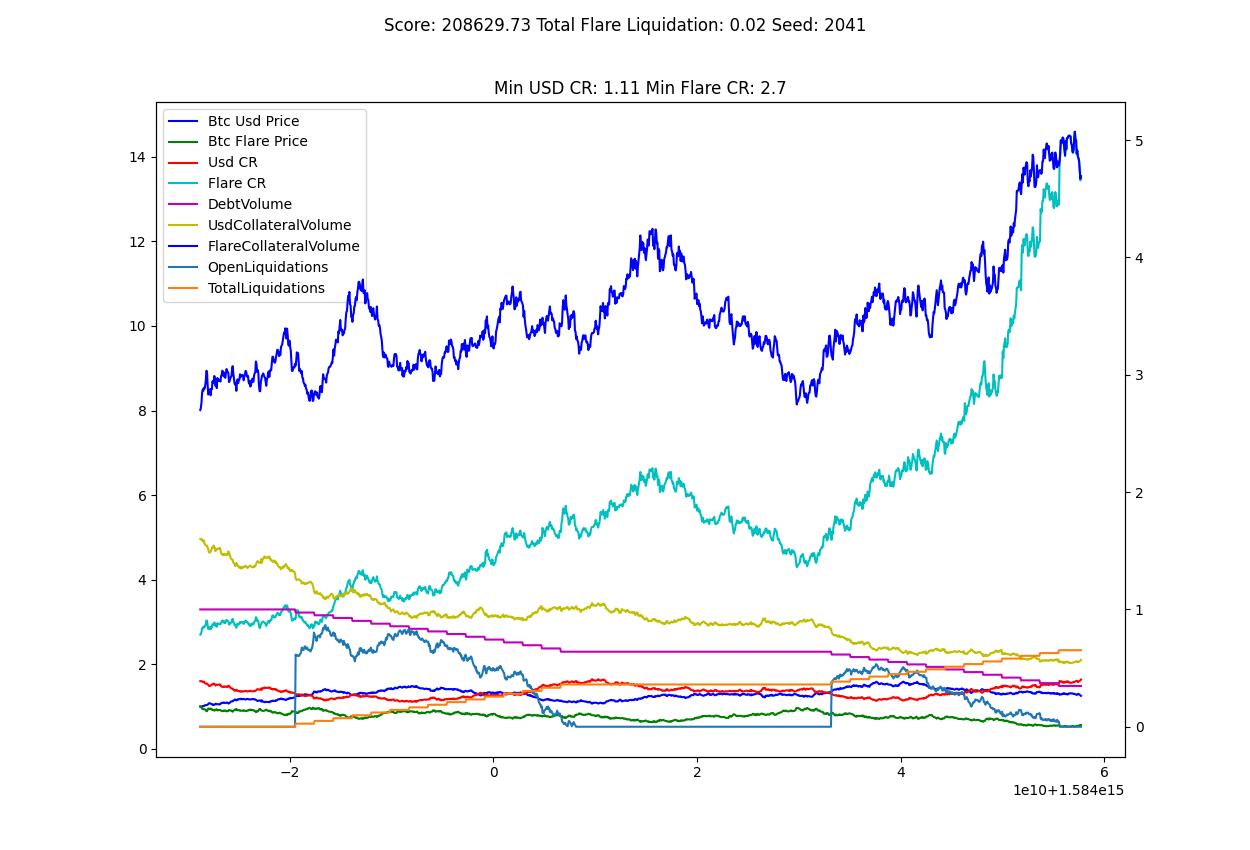 Score: 208629.73 Total Flare Liquidation: 0.02 Seed: 2041
Min USD CR: 1.11 Min Flare CR: 2.7
Btc Usd Price
Btc Flare Price
Usd CR
Flare CR
DebtVolume
UsdCollateralVolume
FlareCollateralVolume
OpenLiquidations
TotalLiquidations
14
12
10
8
6
4
2
0
5
4
3
2
1
0
−2
0
2
4
6
1e10+1.584e15